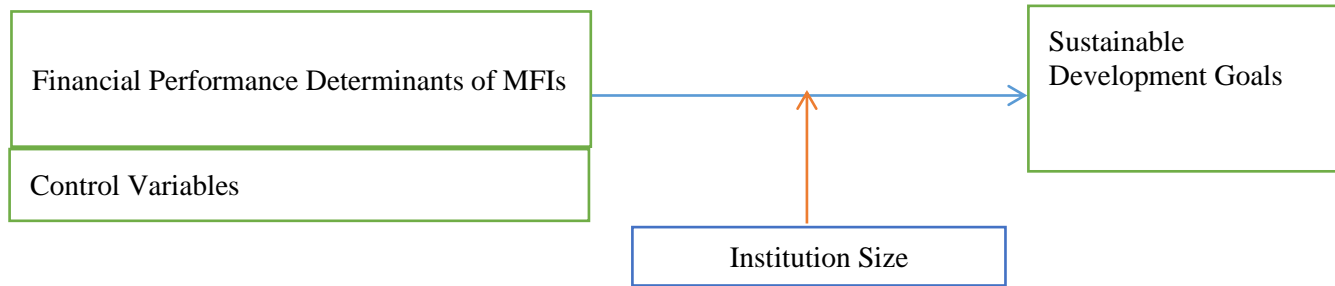 Financial Performance Determinants of MFIs
Sustainable
Development Goals
Control Variables
Institution Size